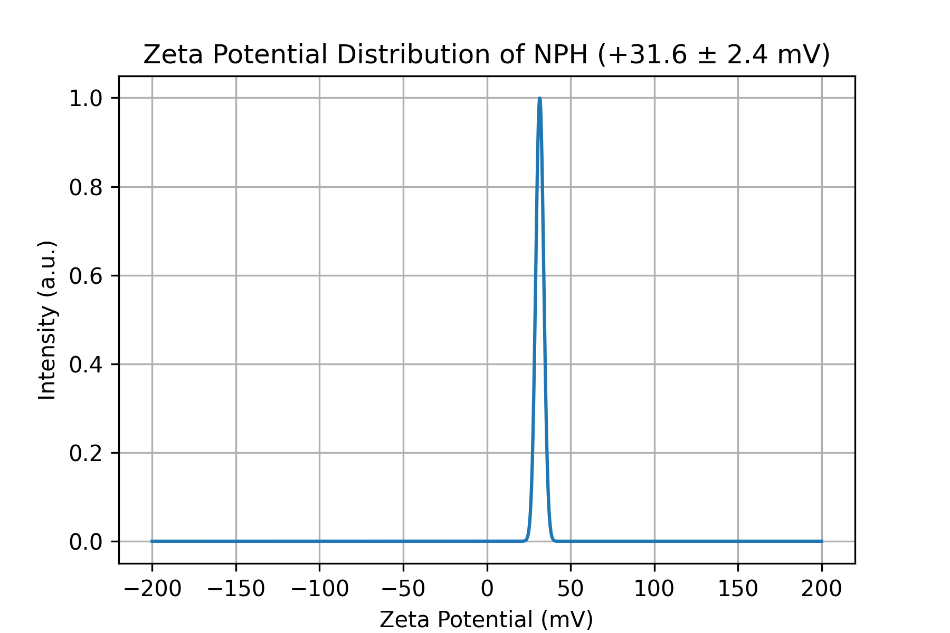 Zeta Potential Distribution of NPH (+31.6 ± 2.4 mV)
1.0
0.8
0.6
0.4
0.2
0.0
Intensity (a.u.)
−200 −150 −100 −50 0 50 100 150 200
Zeta Potential (mV)